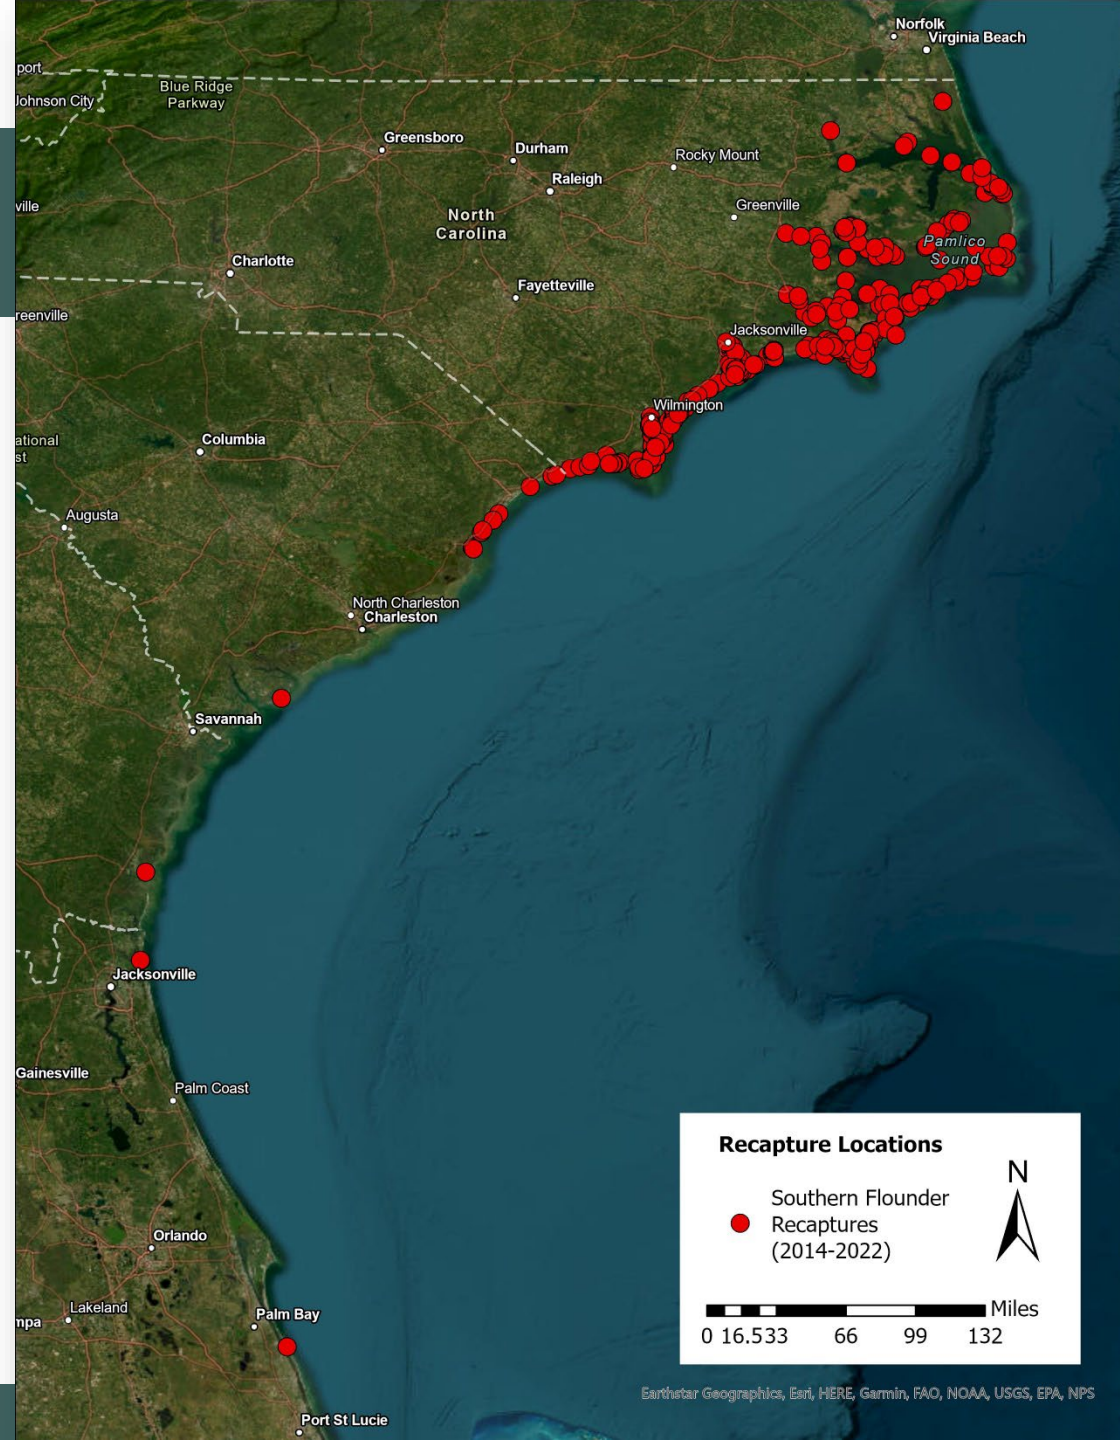 Norfolk
Virginia Beach
port
Johnson City
Blue Ridge
Parkway
Greensboro
Durham
Rocky Mount
Raleigh
ville
Greenville
North
Carolina
Pamlico
Sound
Charlotte
Fayetteville
reenville
Jacksonville
Wilmington
ational
st
Columbia
Augusta
North Charleston
Charleston
Savannah
Jacksonville
Gainesville
Palm Coast
Orlando
Lakeland
mpa
Palm Bay
Port St Lucie
Recapture Locations
N
Southern Flounder
Recaptures
(2014-2022)
Miles
0 16.533 66 99 132
Earthstar Geographics, Esri, HERE, Garmin, FAO, NOAA, USGS, EPA, NPS